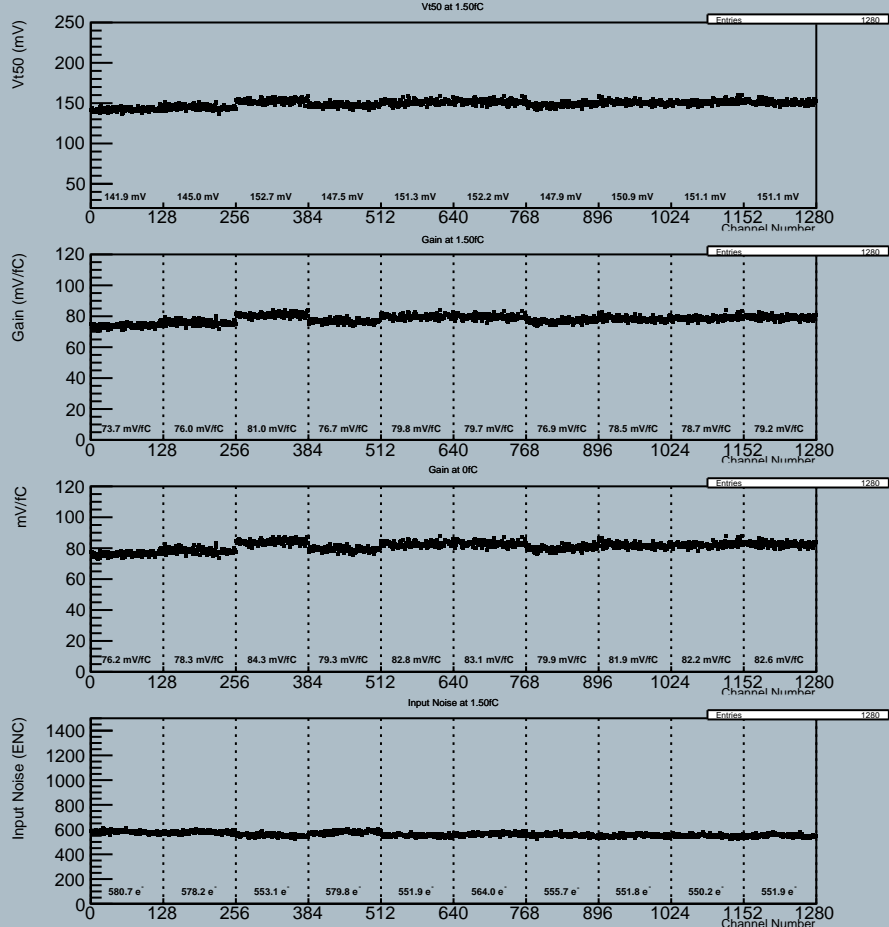 Vt50 at 1.50fC
Entries 1280
Vt50 (mV)
250
200
150
100
50
141.9 mV 145.0 mV 152.7 mV 147.5 mV 151.3 mV 152.2 mV 147.9 mV 150.9 mV 151.1 mV 151.1 mV
0 128 256 384 512 640 768 896 1024 1152 1280
Channel Number
Gain at 1.50fC
Entries 1280
Gain (mV/fC)
120
100
80
60
40
20
0
73.7 mV/fC 76.0 mV/fC 81.0 mV/fC 76.7 mV/fC 79.8 mV/fC 79.7 mV/fC 76.9 mV/fC 78.5 mV/fC 78.7 mV/fC 79.2 mV/fC
0 128 256 384 512 640 768 896 1024 1152 1280
Channel Number
Gain at 0fC
Entries 1280
mV/fC
120
100
80
60
40
20
0
76.2 mV/fC 78.3 mV/fC 84.3 mV/fC 79.3 mV/fC 82.8 mV/fC 83.1 mV/fC 79.9 mV/fC 81.9 mV/fC 82.2 mV/fC 82.6 mV/fC
0 128 256 384 512 640 768 896 1024 1152 1280
Channel Number
Input Noise at 1.50fC
Entries 1280
Input Noise (ENC)
1400
1200
1000
800
600
400
200
0
580.7 e⁻ 578.2 e⁻ 553.1 e⁻ 579.8 e⁻ 551.9 e⁻ 564.0 e⁻ 555.7 e⁻ 551.8 e⁻ 550.2 e⁻ 551.9 e⁻
0 128 256 384 512 640 768 896 1024 1152 1280
Channel Number